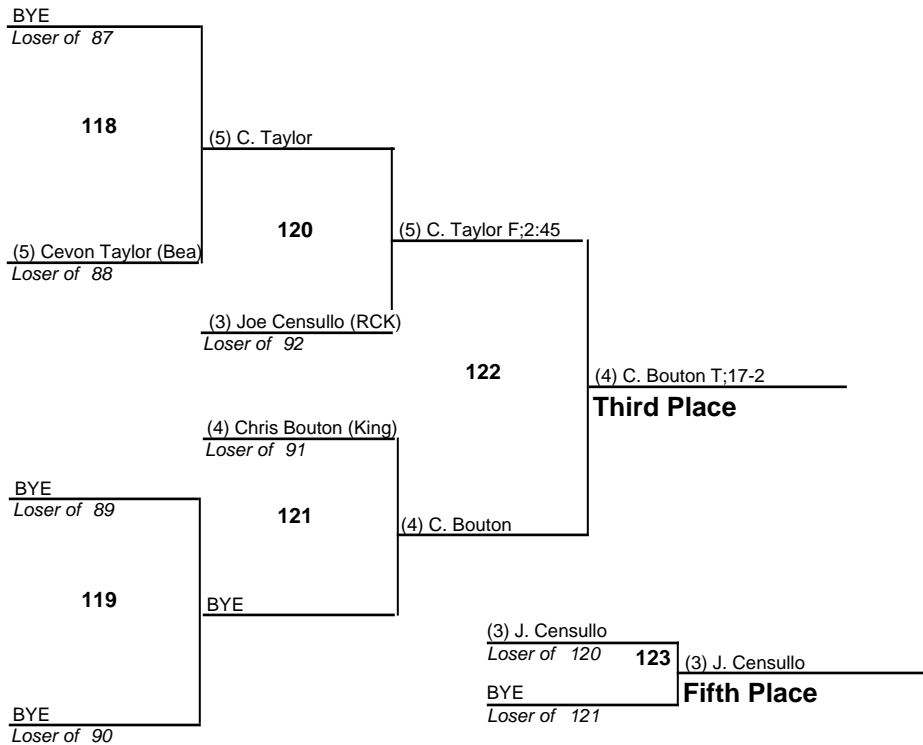 BYE
Loser of 87
118
(5) C. Taylor
120
(5) C. Taylor F;2:45
(5) Cevon Taylor (Bea)
Loser of 88
(3) Joe Censullo (RCK)
Loser of 92
122
(4) C. Bouton T;17-2
Third Place
(4) Chris Bouton (King)
Loser of 91
BYE
Loser of 89
121
(4) C. Bouton
119
BYE
(3) J. Censullo
Loser of 120
123
(3) J. Censullo
Fifth Place
BYE
Loser of 121
BYE
Loser of 90